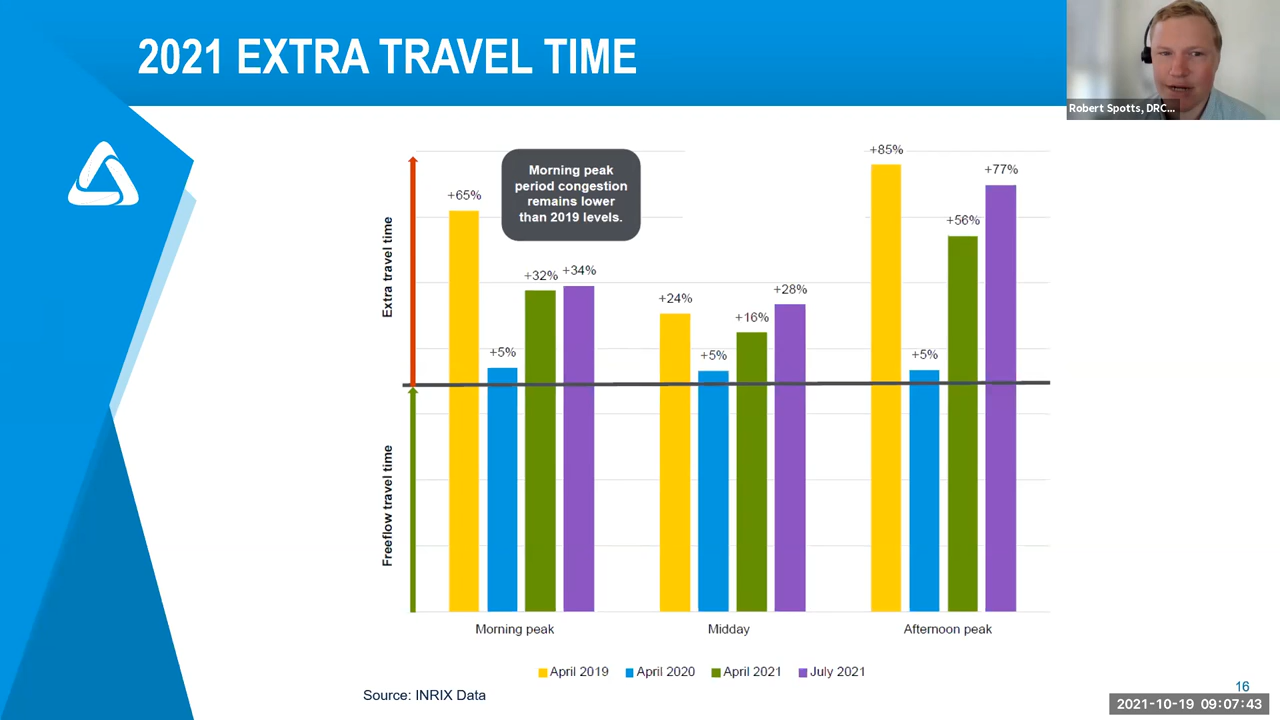 2021 EXTRA TRAVEL TIME
Robert Spotts, DRC...
Extra travel time
Freeflow travel time
Morning peak
period congestion
remains lower
than 2019 levels.
+65%
+5%
+32%
+34%
+24%
+5%
+16%
+28%
+85%
+5%
+56%
+77%
Morning peak
Midday
Afternoon peak
April 2019
April 2020
April 2021
July 2021
Source: INRIX Data
16
2021-10-19 09:07:43